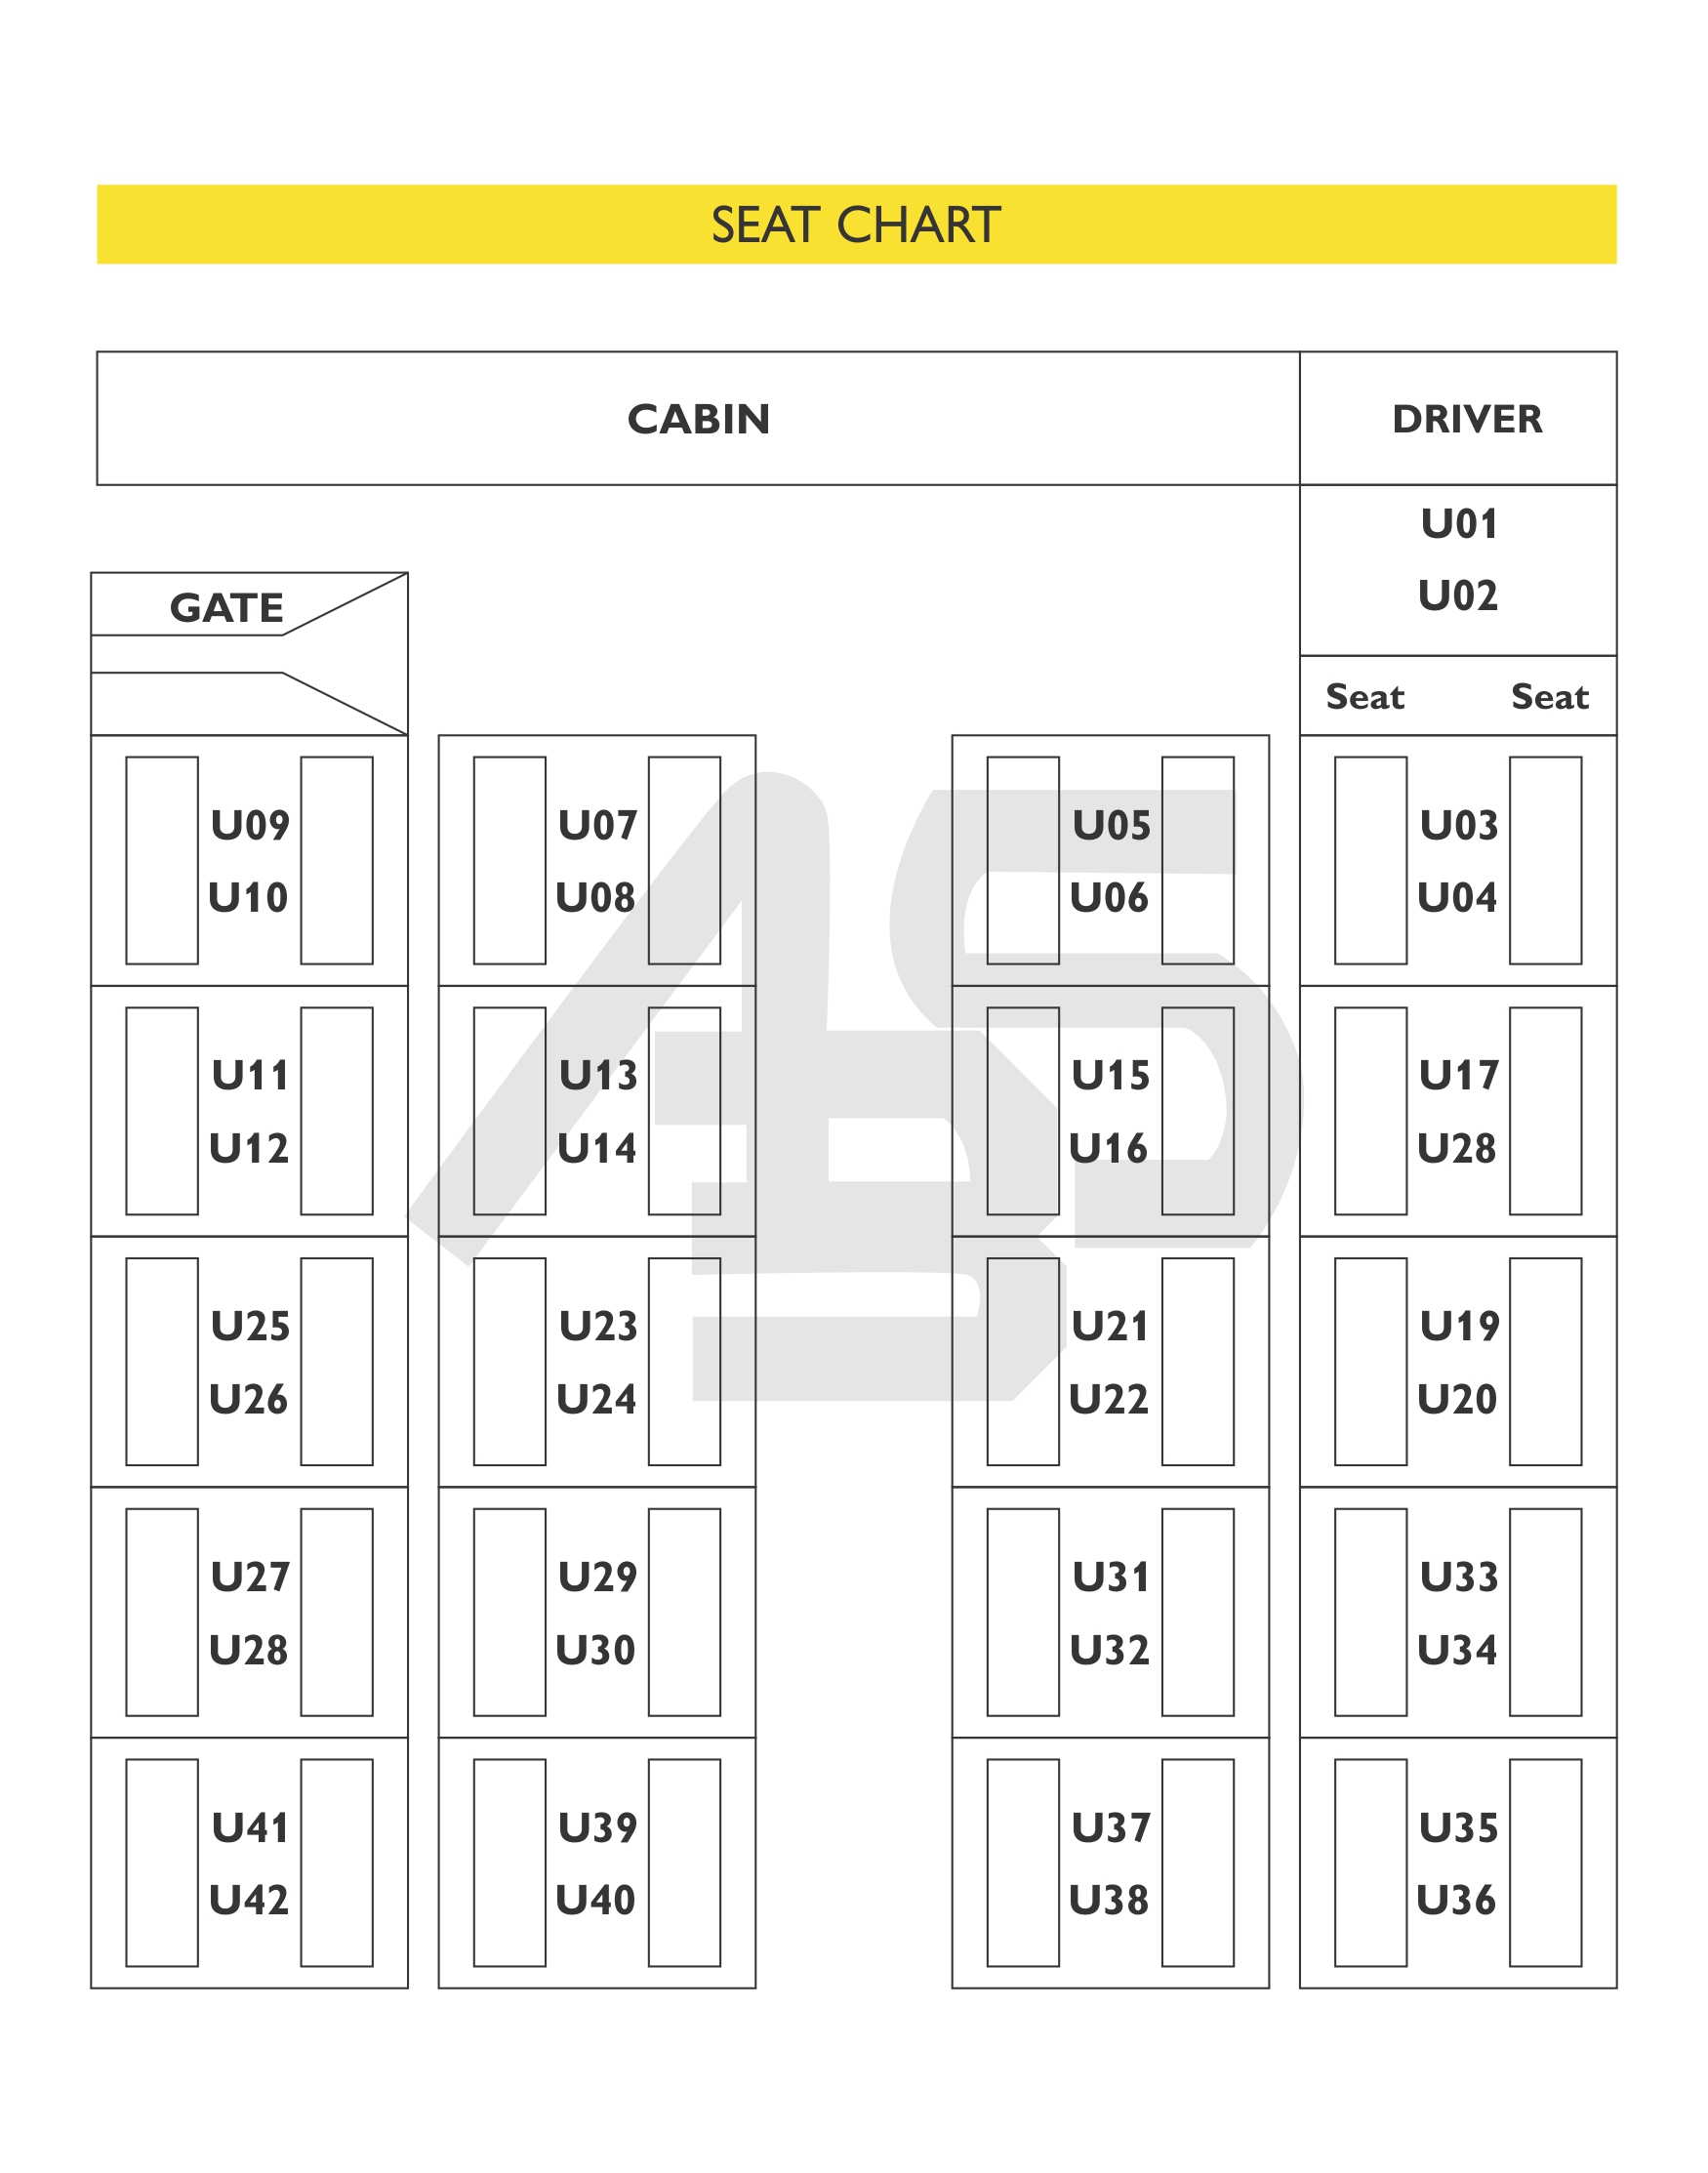 SEAT CHART
CABIN DRIVER
U01
U02
GATE
Seat Seat
U09 U07 U05 U03
U10 U08 U06 U04
U11 U13 U15 U17
U12 U14 U16 U28
U25 U23 U21 U19
U26 U24 U22 U20
U27 U29 U31 U33
U28 U30 U32 U34
U41 U39 U37 U35
U42 U40 U38 U36